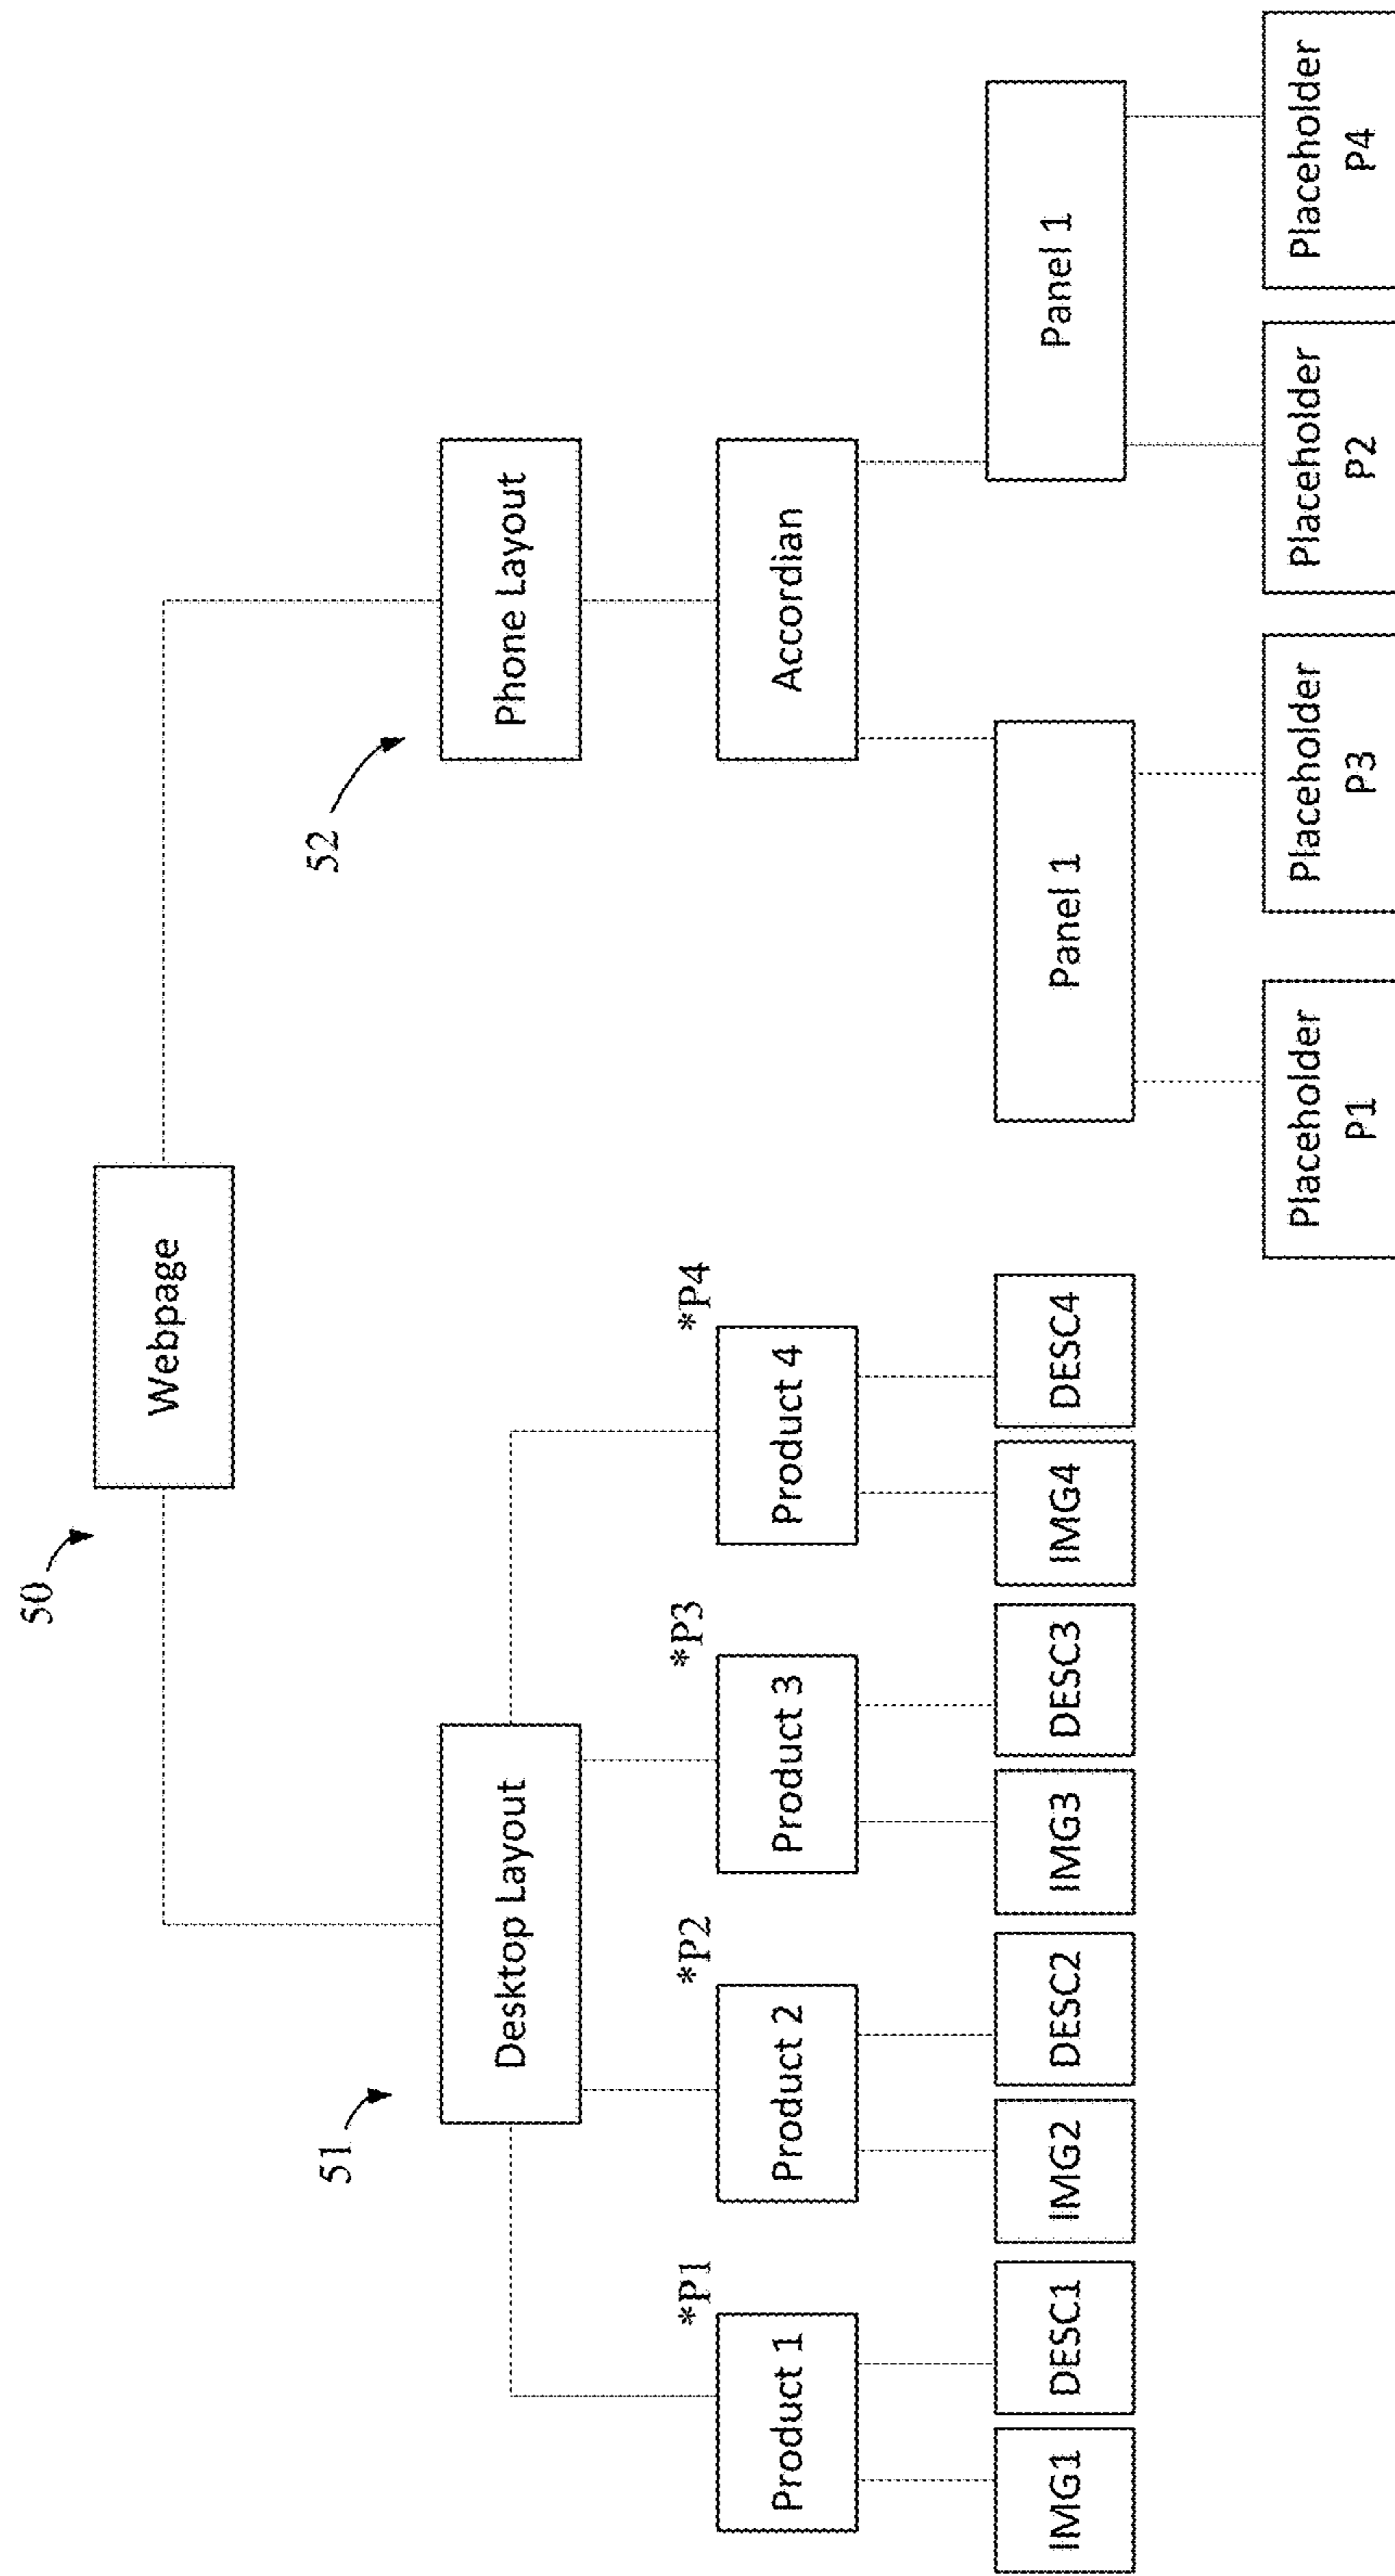 50
Webpage
51
Desktop Layout
52
Phone Layout
*P1
Product 1
*P2
Product 2
*P3
Product 3
*P4
Product 4
Accordian
IMG1
DESC1
IMG2
DESC2
IMG3
DESC3
IMG4
DESC4
Panel 1
Panel 1
Placeholder
P1
Placeholder
P3
Placeholder
P2
Placeholder
P4